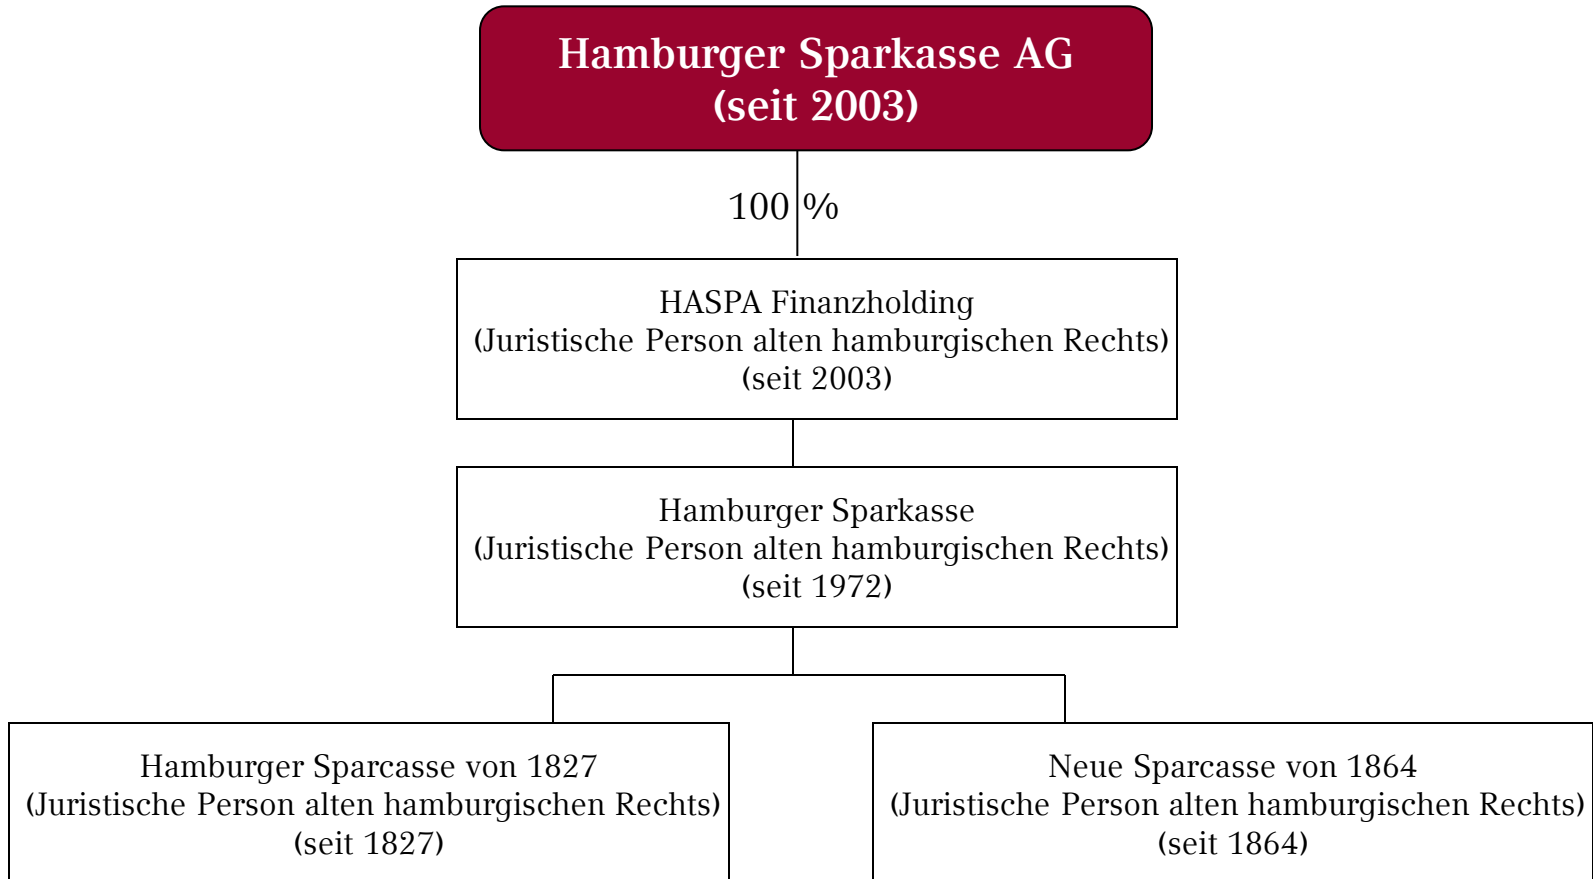 Hamburger Sparkasse AG
(seit 2003)
100 %
HASPA Finanzholding
(Juristische Person alten hamburgischen Rechts)
(seit 2003)
Hamburger Sparkasse
(Juristische Person alten hamburgischen Rechts)
(seit 1972)
Hamburger Sparcasse von 1827
(Juristische Person alten hamburgischen Rechts)
(seit 1827)
Neue Sparcasse von 1864
(Juristische Person alten hamburgischen Rechts)
(seit 1864)